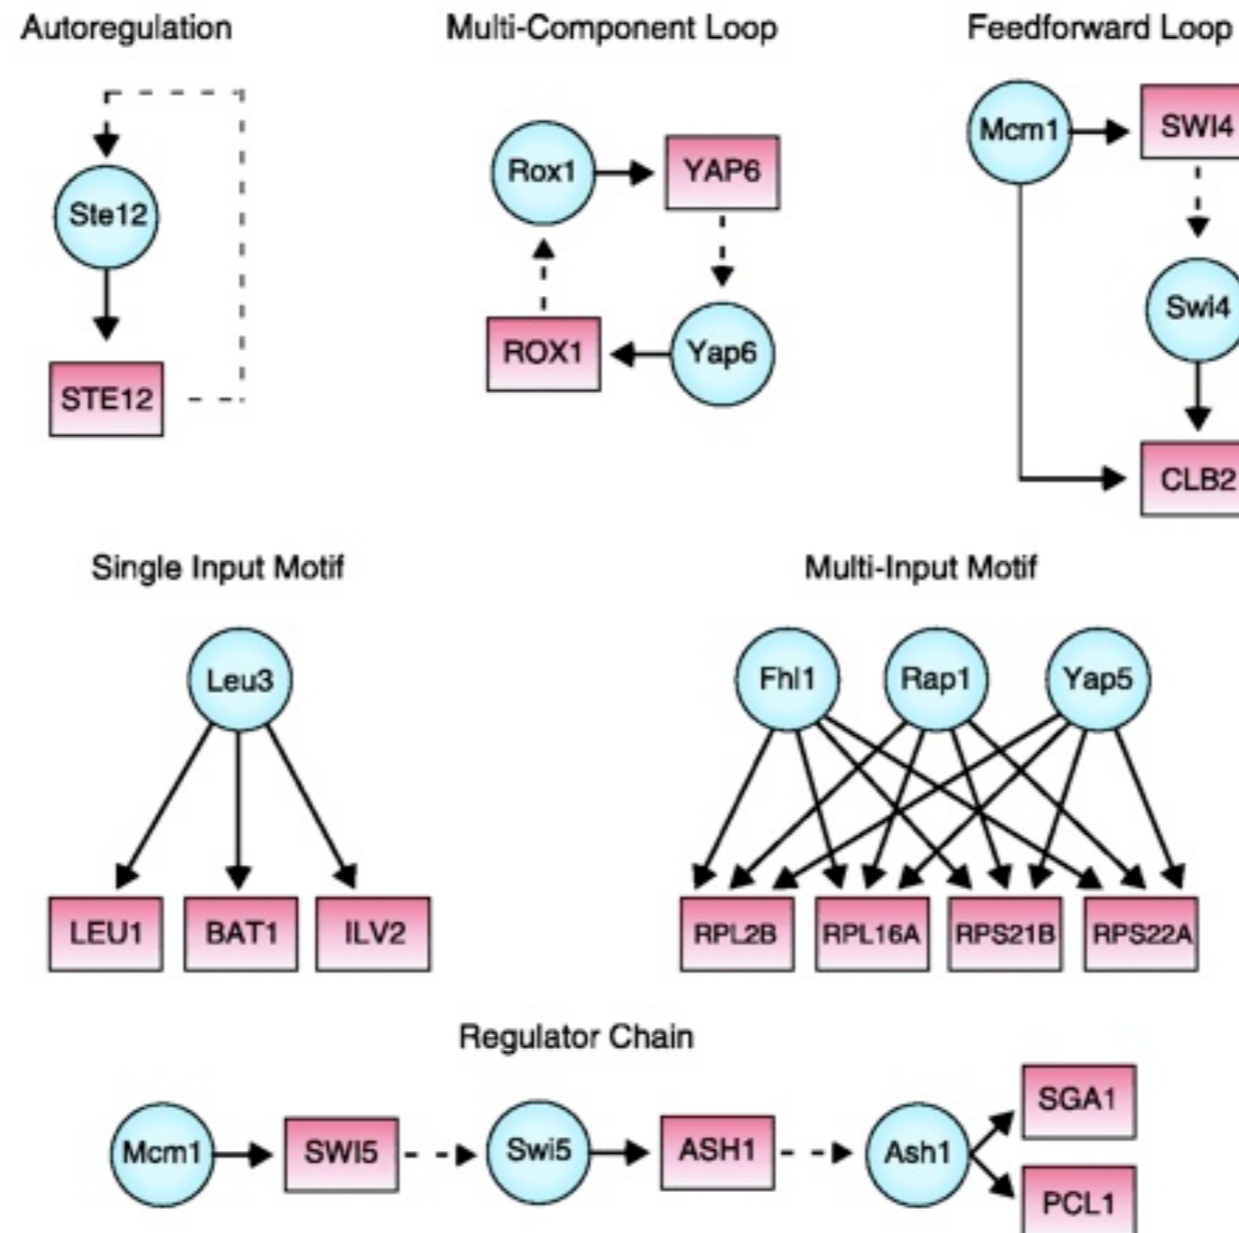 Autoregulation
Multi-Component Loop
Feedforward Loop
Ste12
STE12
Rox1
YAP6
ROX1
Yap6
Mcm1
SWI4
Swi4
CLB2
Single Input Motif
Multi-Input Motif
Leu3
LEU1 BAT1 ILV2
Fhl1 Rap1 Yap5
RPL2B RPL16A RPS21B RPS22A
Regulator Chain
Mcm1 SWI5 Swi5 ASH1 Ash1
SGA1
PCL1